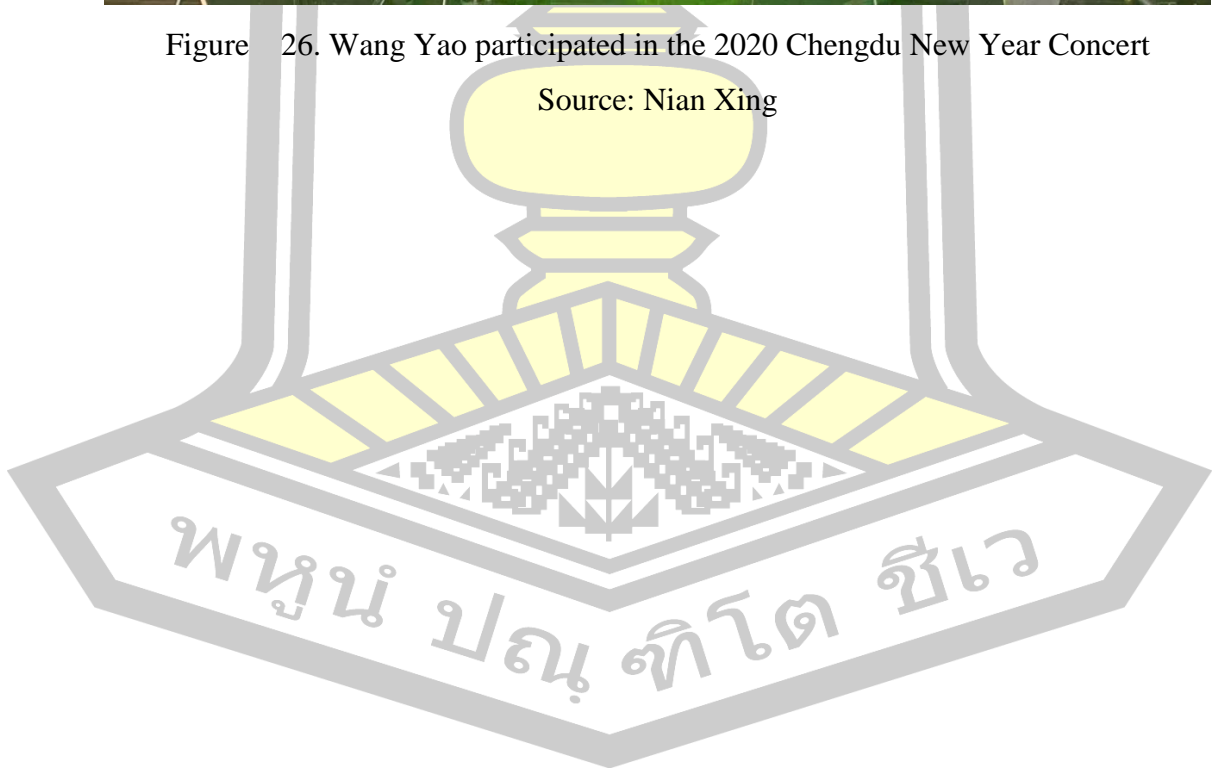 Figure 26. Wang Yao participated in the 2020 Chengdu New Year Concert
Source: Nian Xing
พหูนํ ปณฺฑิโต ชีเว